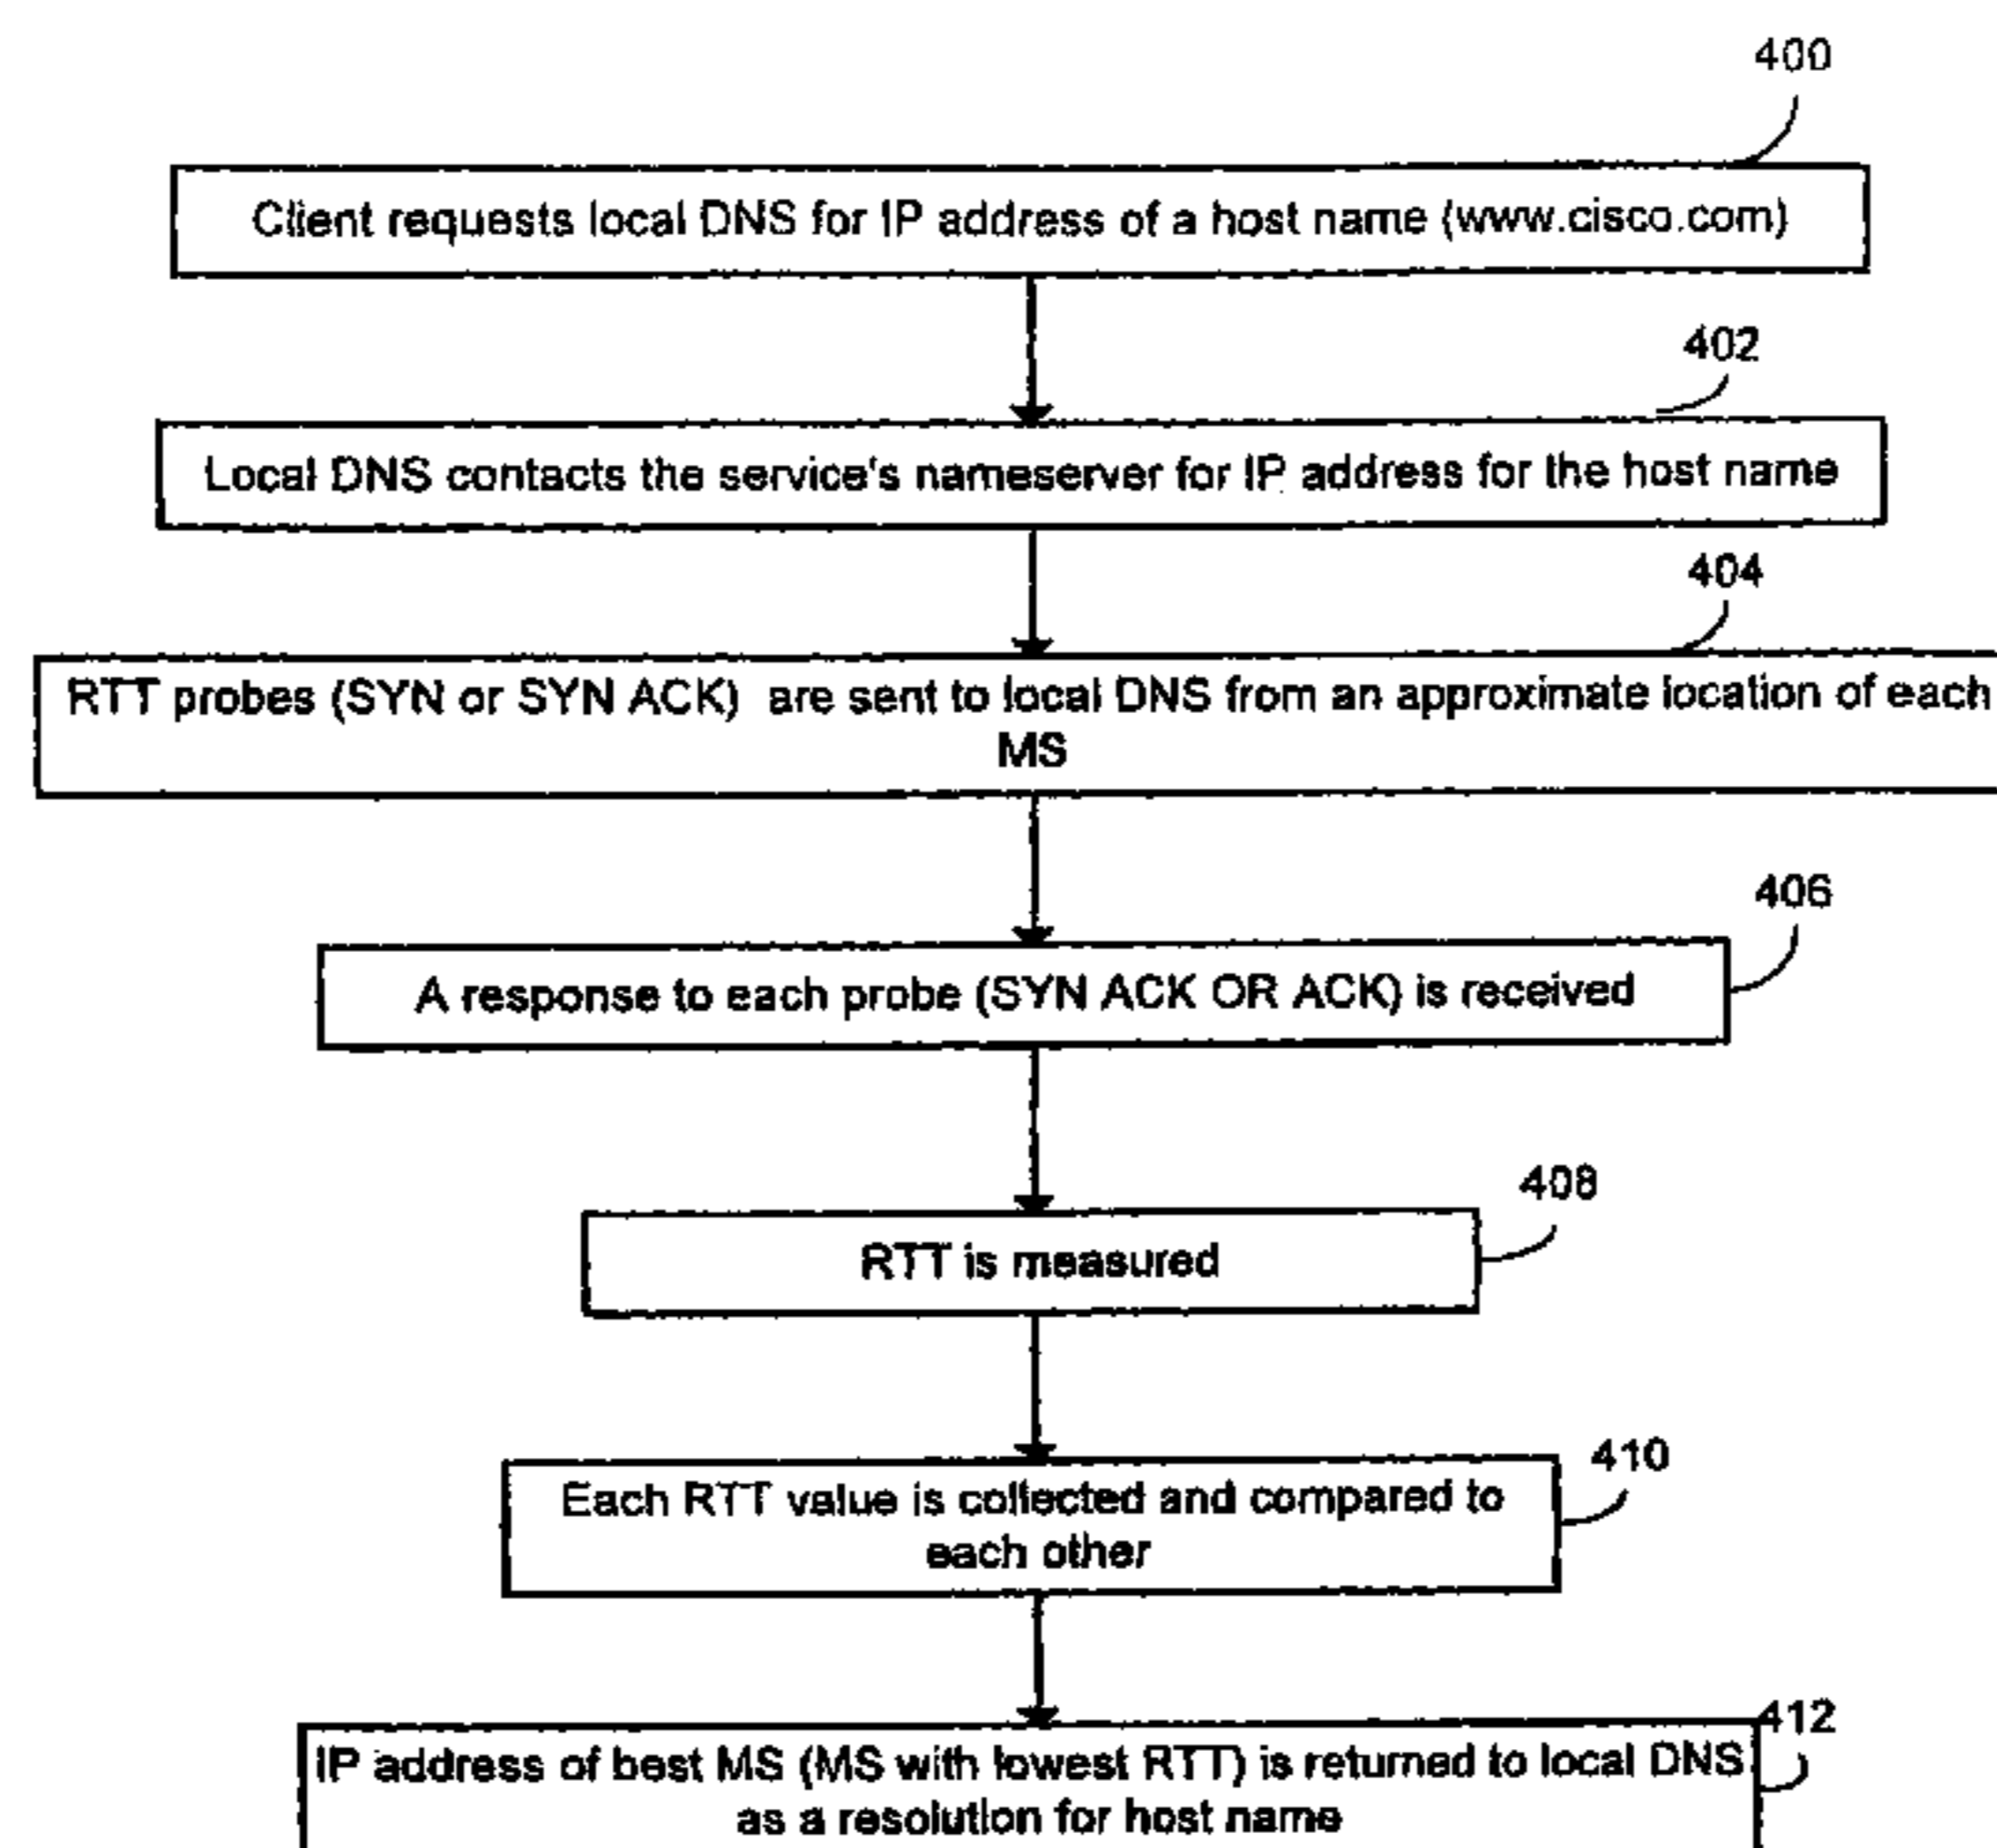 400
Client requests local DNS for IP address of a host name (www.cisco.com)
402
Local DNS contacts the service's nameserver for IP address for the host name
404
RTT probes (SYN or SYN ACK) are sent to local DNS from an approximate location of each
MS
406
A response to each probe (SYN ACK OR ACK) is received
408
RTT is measured
410
Each RTT value is collected and compared to
each other
412
IP address of best MS (MS with lowest RTT) is returned to local DNS
as a resolution for host name